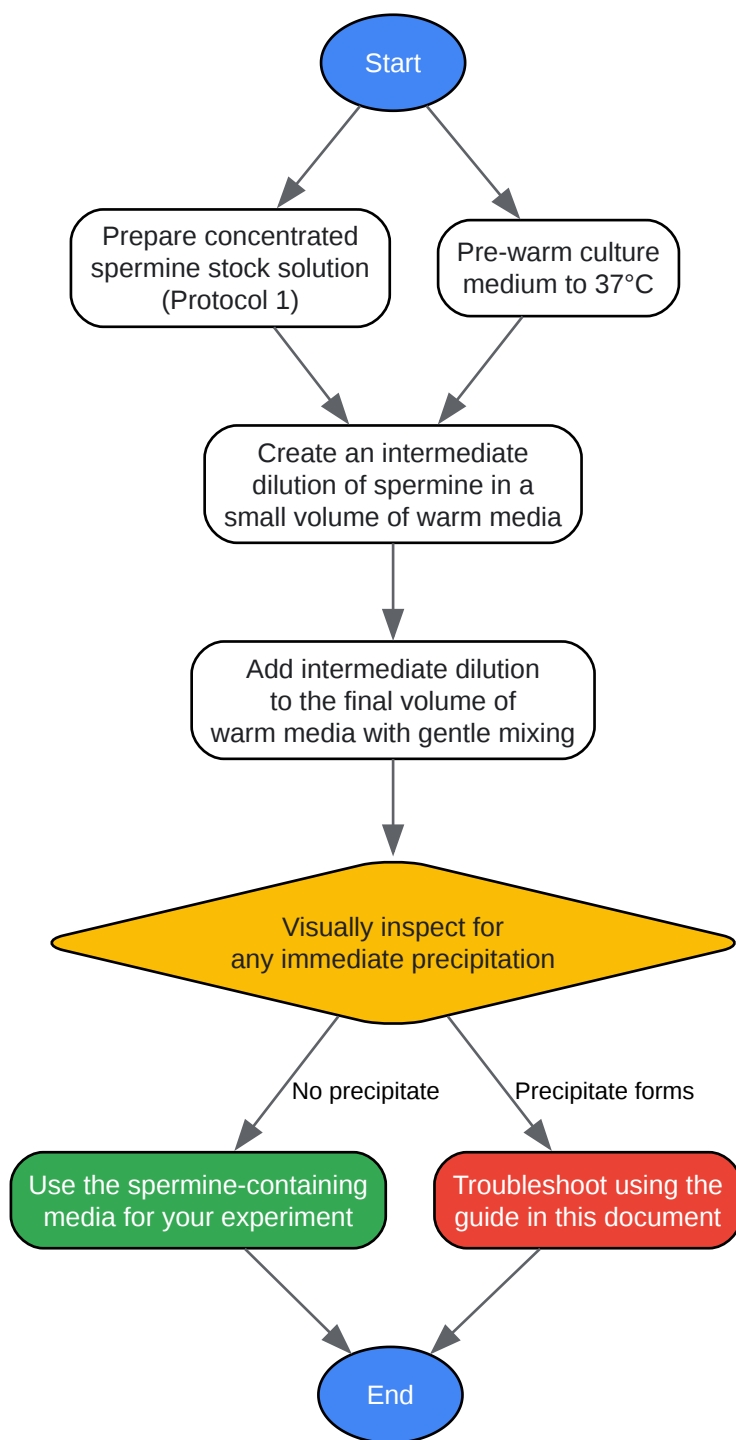 Start
Prepare concentrated
spermine stock solution
(Protocol 1)
Pre-warm culture
medium to 37°C
Create an intermediate
dilution of spermine in a
small volume of warm media
Add intermediate dilution
to the final volume of
warm media with gentle mixing
Visually inspect for
any immediate precipitation
No precipitate
Precipitate forms
Use the spermine-containing
media for your experiment
Troubleshoot using the
guide in this document
End